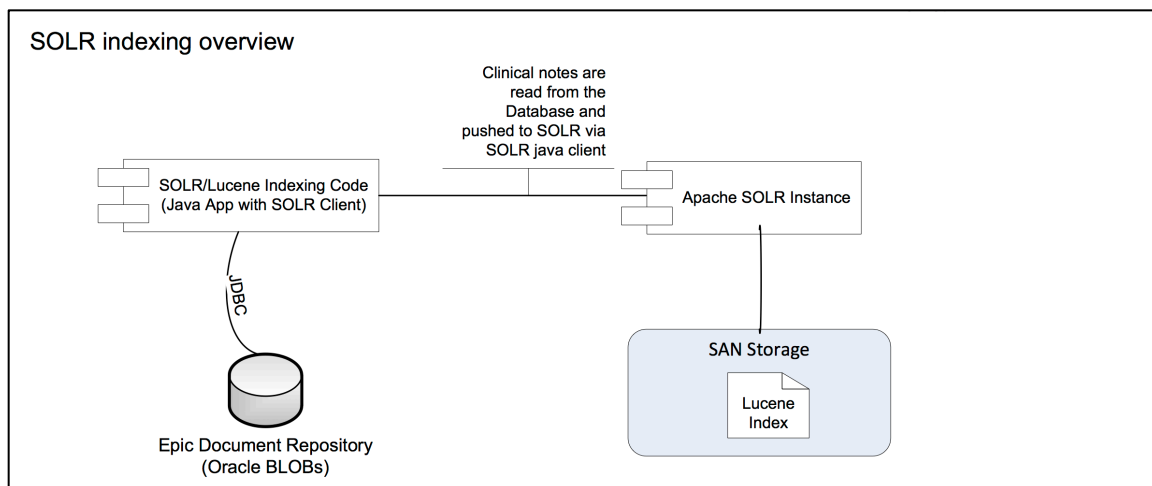 SOLR indexing overview
Clinical notes are
read from the
Database and
pushed to SOLR via
SOLR java client
SOLR/Lucene Indexing Code
(Java App with SOLR Client)
Apache SOLR Instance
JDBC
SAN Storage
Lucene
Index
Epic Document Repository
(Oracle BLOBs)